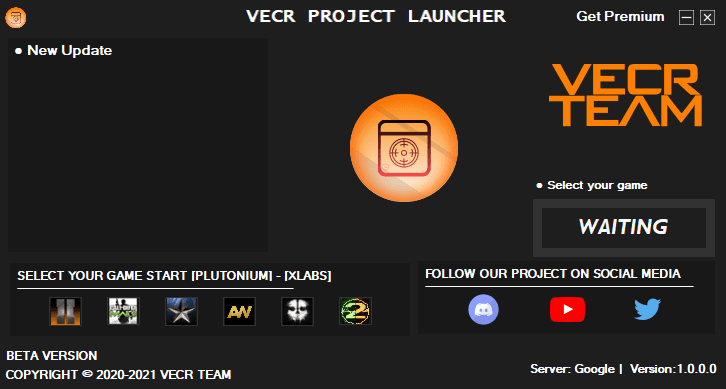 VECR PROJECT LAUNCHER
Get Premium
● New Update
VECR
TEAM
● Select your game
WAITING
SELECT YOUR GAME START [PLUTONIUM] - [XLABS]
FOLLOW OUR PROJECT ON SOCIAL MEDIA
AW
2
BETA VERSION
COPYRIGHT © 2020-2021 VECR TEAM
Server: Google | Version:1.0.0.0